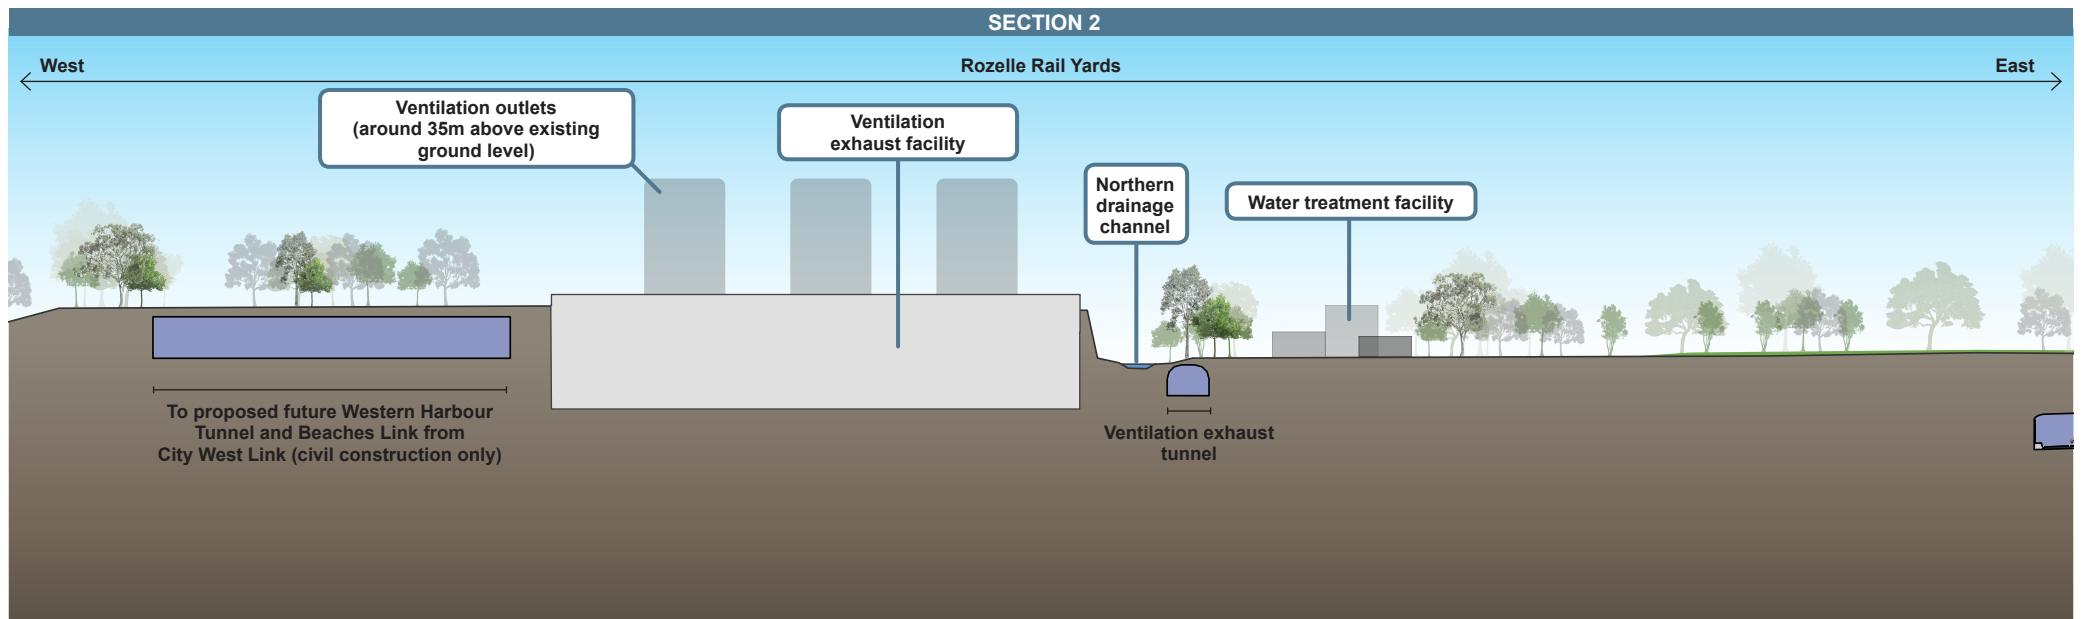 SECTION 2
West
Rozelle Rail Yards
East
Ventilation outlets
(around 35m above existing
ground level)
Ventilation
exhaust facility
Northern
drainage
channel
Water treatment facility
To proposed future Western Harbour
Tunnel and Beaches Link from
City West Link (civil construction only)
Ventilation exhaust
tunnel